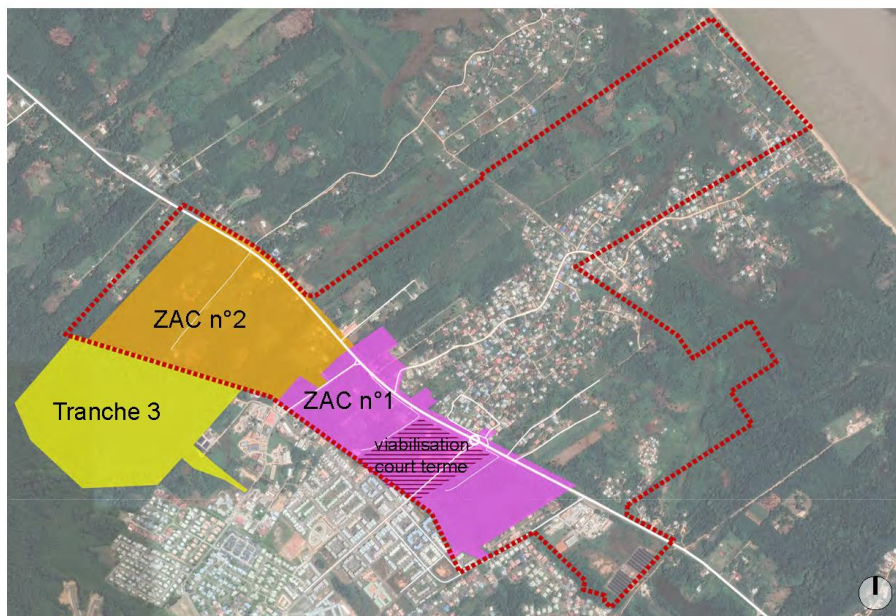 ZAC n°2
Tranche 3
ZAC n°1
viabilisation
court terme